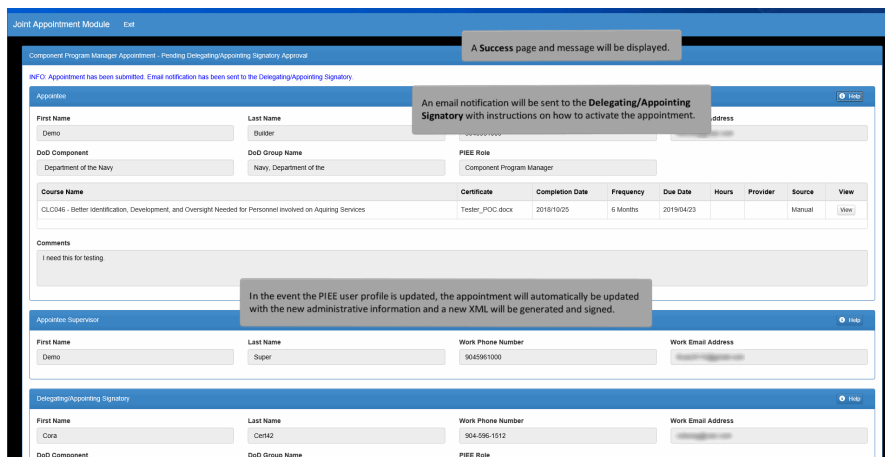 Joint Appointment Module Exit
A Success page and message will be displayed.
Component Program Manager Appointment - Pending Delegating/Appointing Signatory Approval
INFO: Appointment has been submitted. Email notification has been sent to the Delegating/Appointing Signatory.
Appointee
Help
An email notification will be sent to the Delegating/Appointing
Signatory with instructions on how to activate the appointment.
First Name Last Name Address
Demo Builder
DoD Component DoD Group Name PIEE Role
Department of the Navy Navy, Department of the Component Program Manager
Course Name Certificate Completion Date Frequency Due Date Hours Provider Source View
CLC046 - Better Identification, Development, and Oversight Needed for Personnel involved on Aquiring Services Tester_POC.docx 2018/10/25 6 Months 2019/04/23 Manual View
Comments
I need this for testing.
In the event the PIEE user profile is updated, the appointment will automatically be updated
with the new administrative information and a new XML will be generated and signed.
Appointee Supervisor Help
First Name Last Name Work Phone Number Work Email Address
Demo Super 9045961000
Delegating/Appointing Signatory Help
First Name Last Name Work Phone Number Work Email Address
Cora Cert42 904-596-1512
DoD Component DoD Group Name PIEE Role